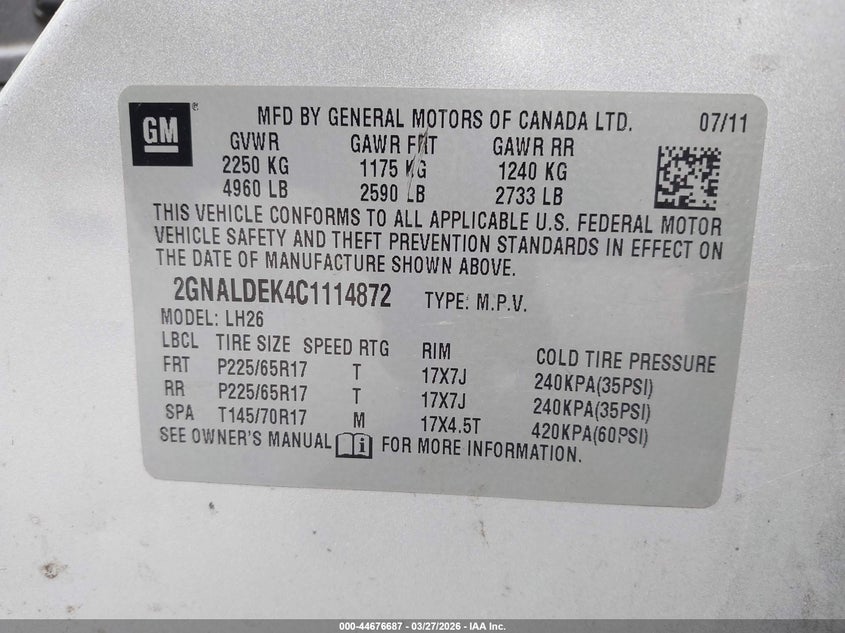 GM ® MFD BY GENERAL MOTORS OF CANADA LTD. 07/11
GVWR GAWR FRT GAWR RR
2250 KG 1175 KG 1240 KG
4960 LB 2590 LB 2733 LB
THIS VEHICLE CONFORMS TO ALL APPLICABLE U.S. FEDERAL MOTOR
VEHICLE SAFETY AND THEFT PREVENTION STANDARDS IN EFFECT ON
THE DATE OF MANUFACTURE SHOWN ABOVE.
2GNALDEK4C1114872 TYPE: M.P.V.
MODEL: LH26
LBCL TIRE SIZE SPEED RTG RIM COLD TIRE PRESSURE
FRT P225/65R17 T 17X7J 240KPA(35PSI)
RR P225/65R17 T 17X7J 240KPA(35PSI)
SPA T145/70R17 M 17X4.5T 420KPA(60PSI)
SEE OWNER'S MANUAL FOR MORE INFORMATION.
000-44676687 - 03/27/2026 - IAA Inc.